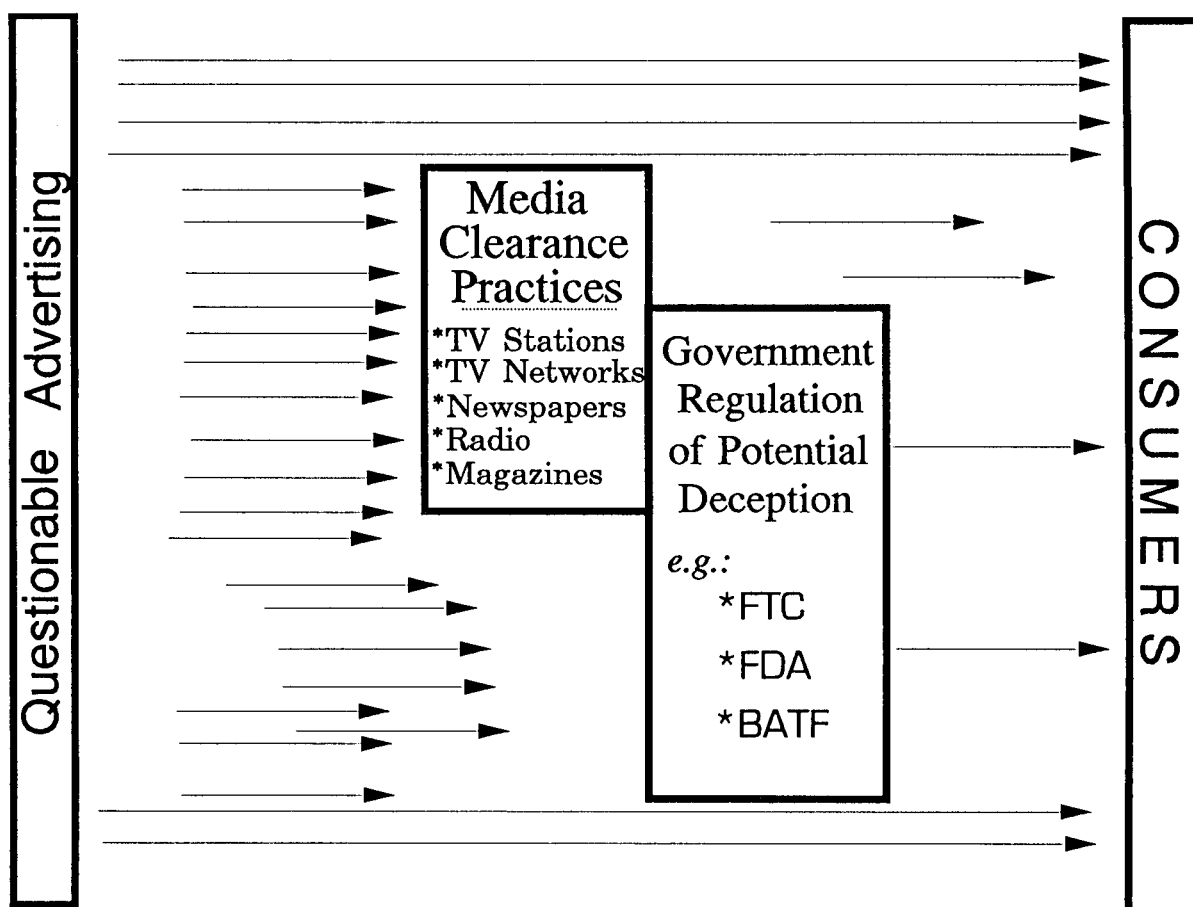 Questionable Advertising
Media
Clearance
Practices
*TV Stations
*TV Networks
*Newspapers
*Radio
*Magazines
Government
Regulation
of Potential
Deception
e.g.:
*FTC
*FDA
*BATF
CONSUMERS